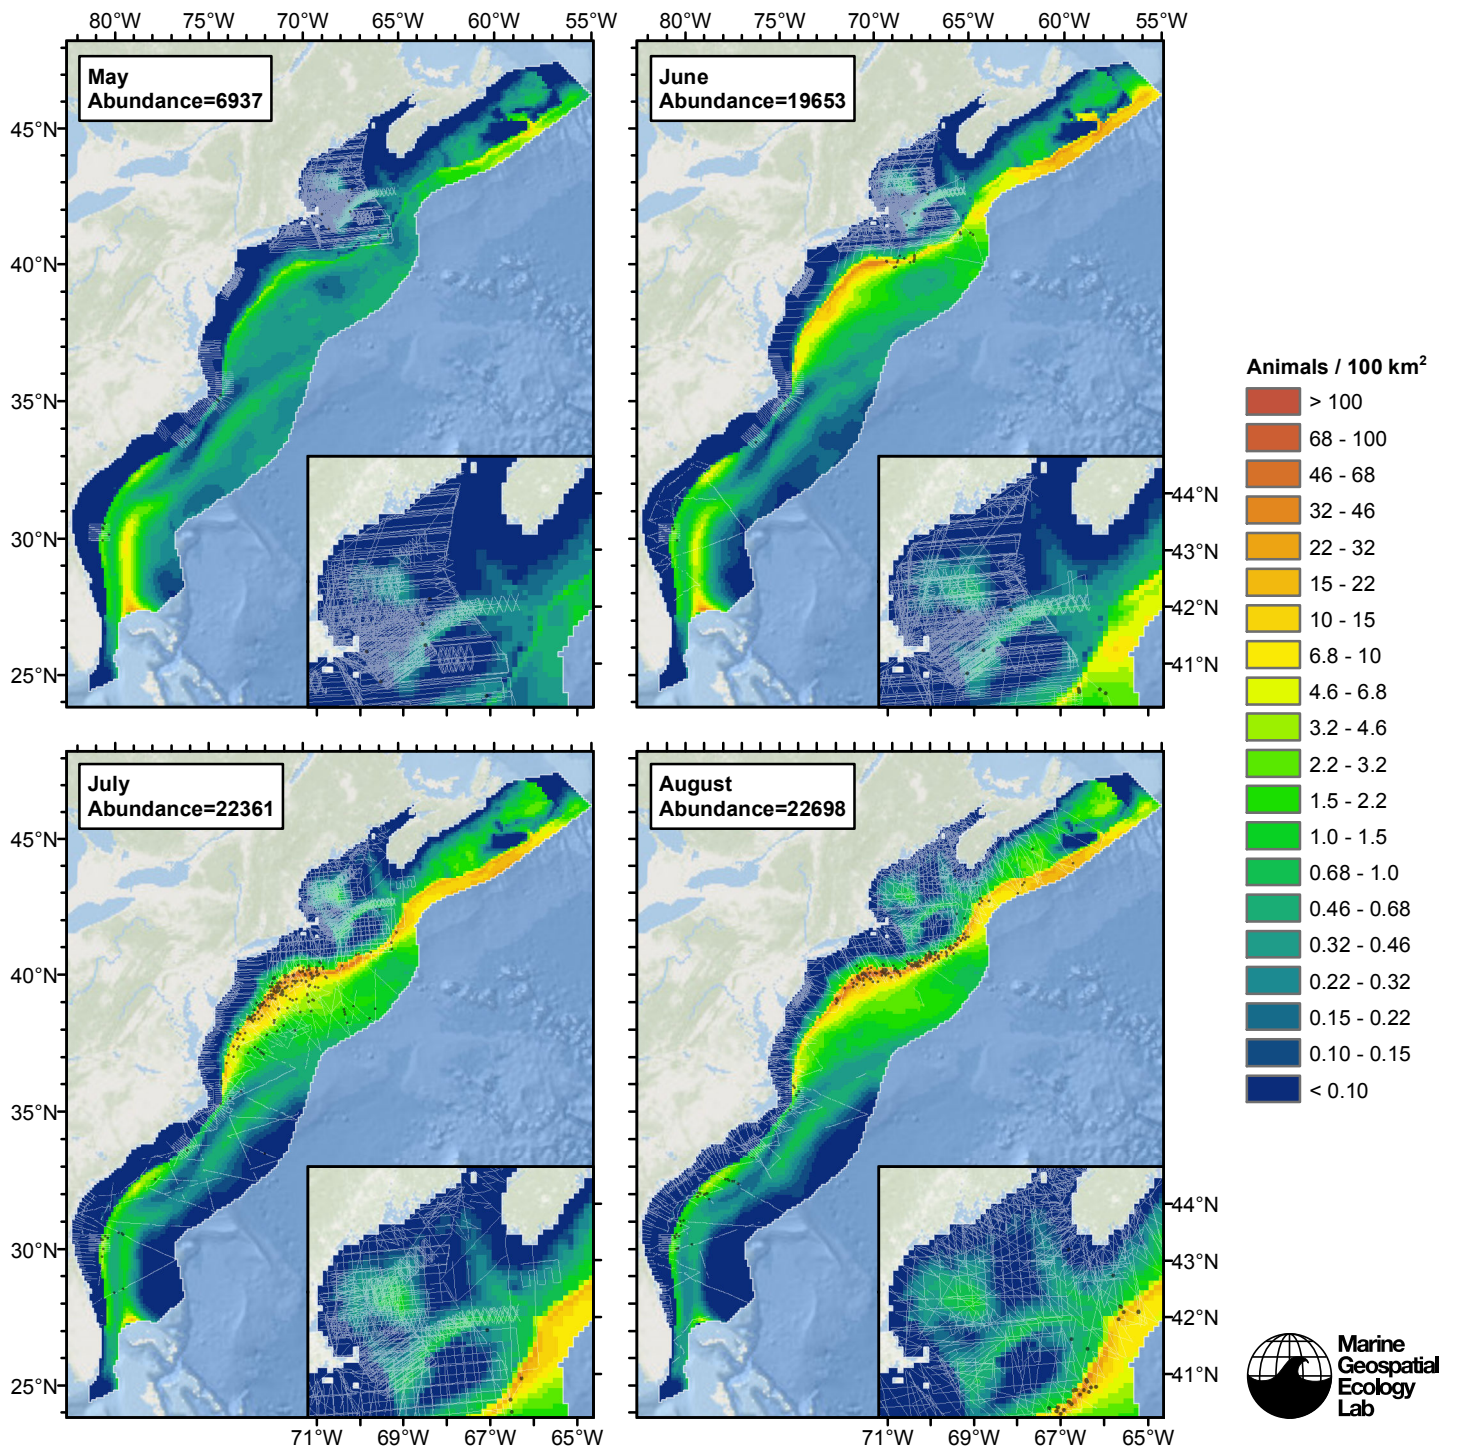 80°W 75°W 70°W 65°W 60°W 55°W 80°W 75°W 70°W 65°W 60°W 55°W
May
Abundance=6937
June
Abundance=19653
45°N
40°N
35°N
30°N
25°N
44°N
43°N
42°N
41°N
July
Abundance=22361
August
Abundance=22698
45°N
40°N
35°N
30°N
25°N
44°N
43°N
42°N
41°N
71°W 69°W 67°W 65°W 71°W 69°W 67°W 65°W
Animals / 100 km²
> 100
68 - 100
46 - 68
32 - 46
22 - 32
15 - 22
10 - 15
6.8 - 10
4.6 - 6.8
3.2 - 4.6
2.2 - 3.2
1.5 - 2.2
1.0 - 1.5
0.68 - 1.0
0.46 - 0.68
0.32 - 0.46
0.22 - 0.32
0.15 - 0.22
0.10 - 0.15
< 0.10
Marine
Geospatial
Ecology
Lab